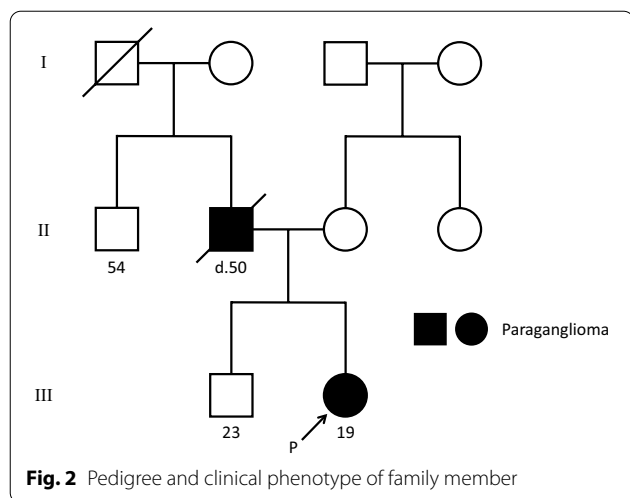 I
II
54
d.50
Paraganglioma
III
23
19
P
Fig. 2 Pedigree and clinical phenotype of family member